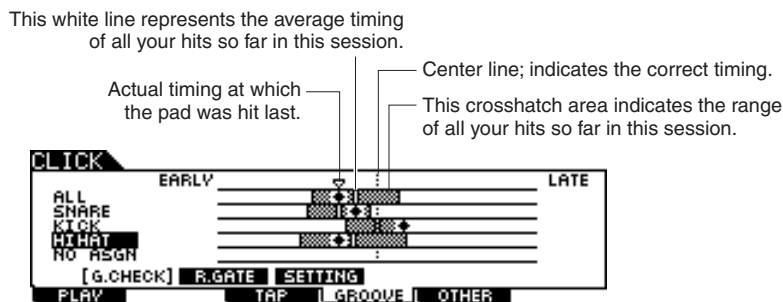 This white line represents the average timing
of all your hits so far in this session.
Actual timing at which
the pad was hit last.
Center line; indicates the correct timing.
This crosshatch area indicates the range
of all your hits so far in this session.
CLICK
EARLY LATE
ALL
SNARE
KICK
HIHAT
NO ASGN
[G.CHECK] R.GATE SETTING
PLAY TAP GROOVE OTHER